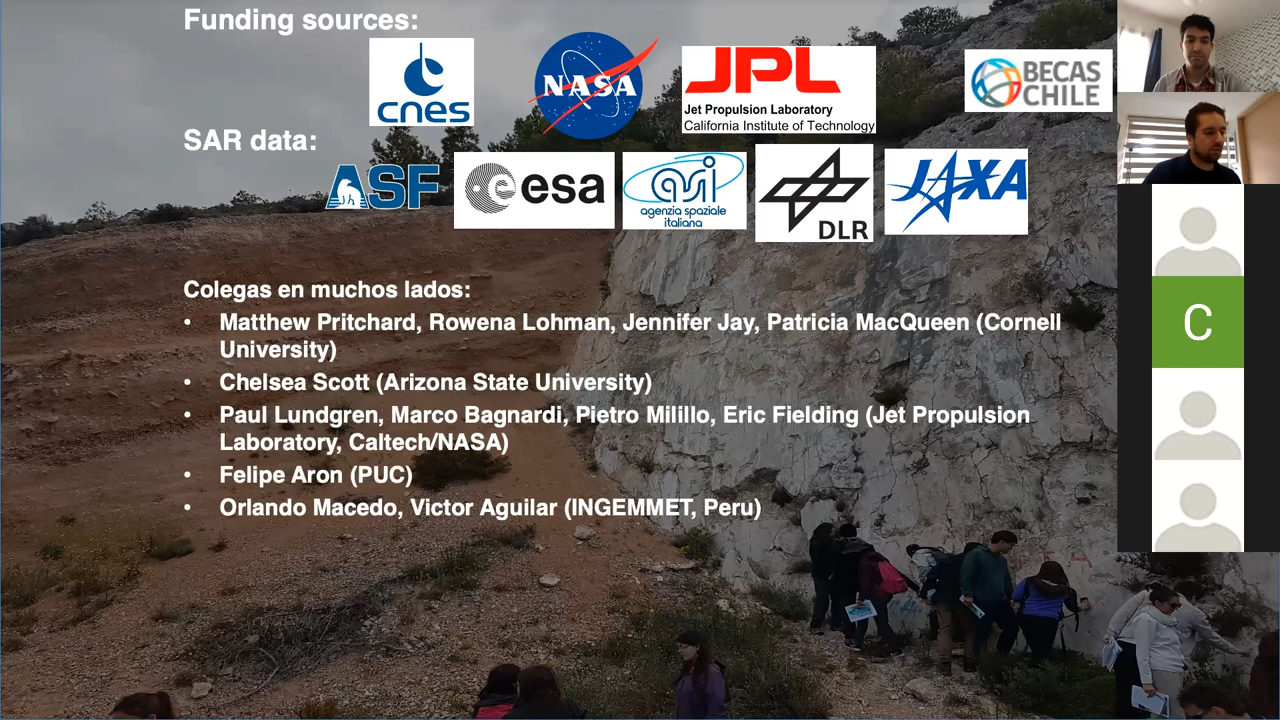 Funding sources:
cnes
NASA
JPL
Jet Propulsion Laboratory
California Institute of Technology
BECAS
CHILE
SAR data:
ASF
esa
asi
agenzia spaziale
italiana
DLR
JAXA
Colegas en muchos lados:
• Matthew Pritchard, Rowena Lohman, Jennifer Jay, Patricia MacQueen (Cornell
University)
• Chelsea Scott (Arizona State University)
• Paul Lundgren, Marco Bagnardi, Pietro Milillo, Eric Fielding (Jet Propulsion
Laboratory, Caltech/NASA)
• Felipe Aron (PUC)
• Orlando Macedo, Victor Aguilar (INGEMMET, Peru)
C